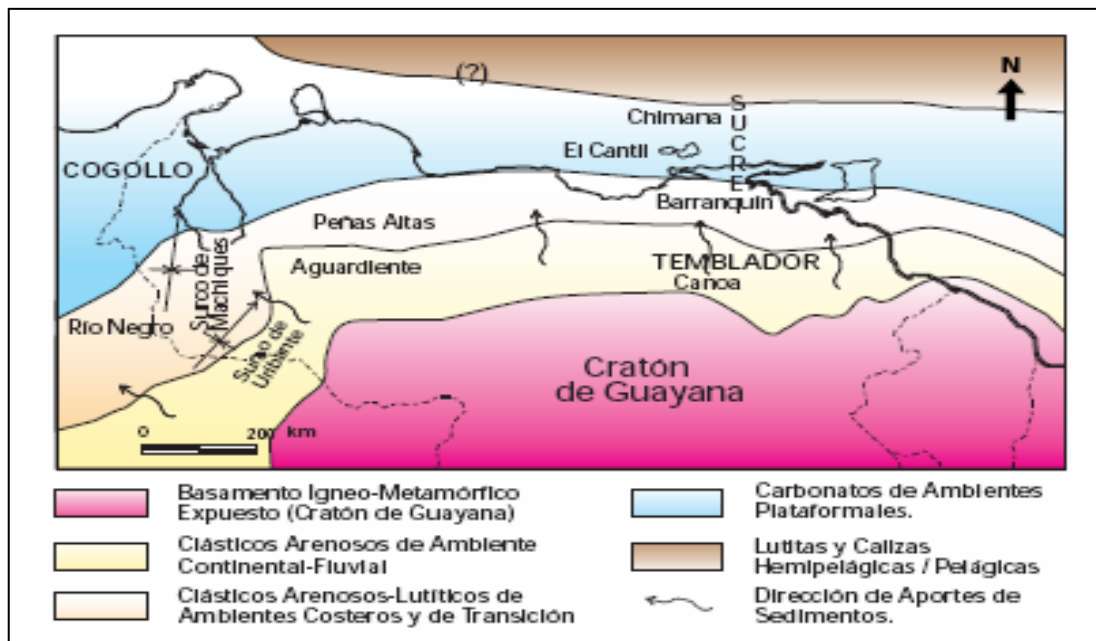 (?)
N
Chimana
SUCRE
El Cantil
COGOLLO
Barranquín
Peñas Altas
TEMBLADOR
Canoa
Aguardiente
Surco de
Machiques
Río Negro
Surco de
Uribante
Cratón
de Guayana
0 200 km
Basamento Igneo-Metamórfico
Expuesto (Cratón de Guayana)
Clásticos Arenosos de Ambiente
Continental-Fluvial
Clásticos Arenosos-Lutíticos de
Ambientes Costeros y de Transición
Carbonatos de Ambientes
Plataformales.
Lutitas y Calizas
Hemipelágicas / Pelágicas
Dirección de Aportes de
Sedimentos.